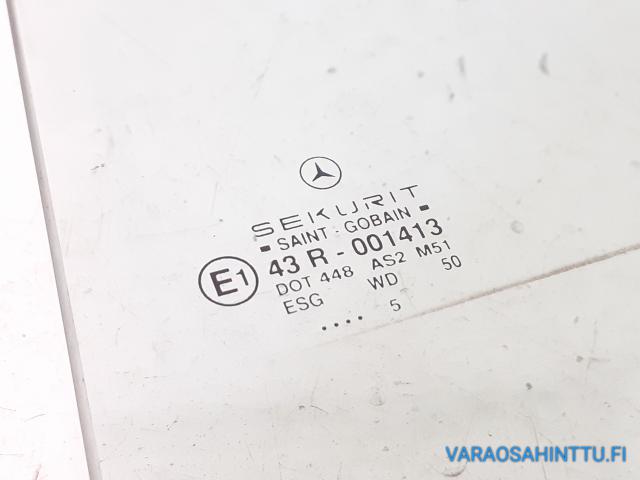 SEKURIT
SAINT - GOBAIN
E1 43 R - 001413
DOT 448 AS2 M51
ESG WD 50
.... 5
VARAOSAHINTTU.FI